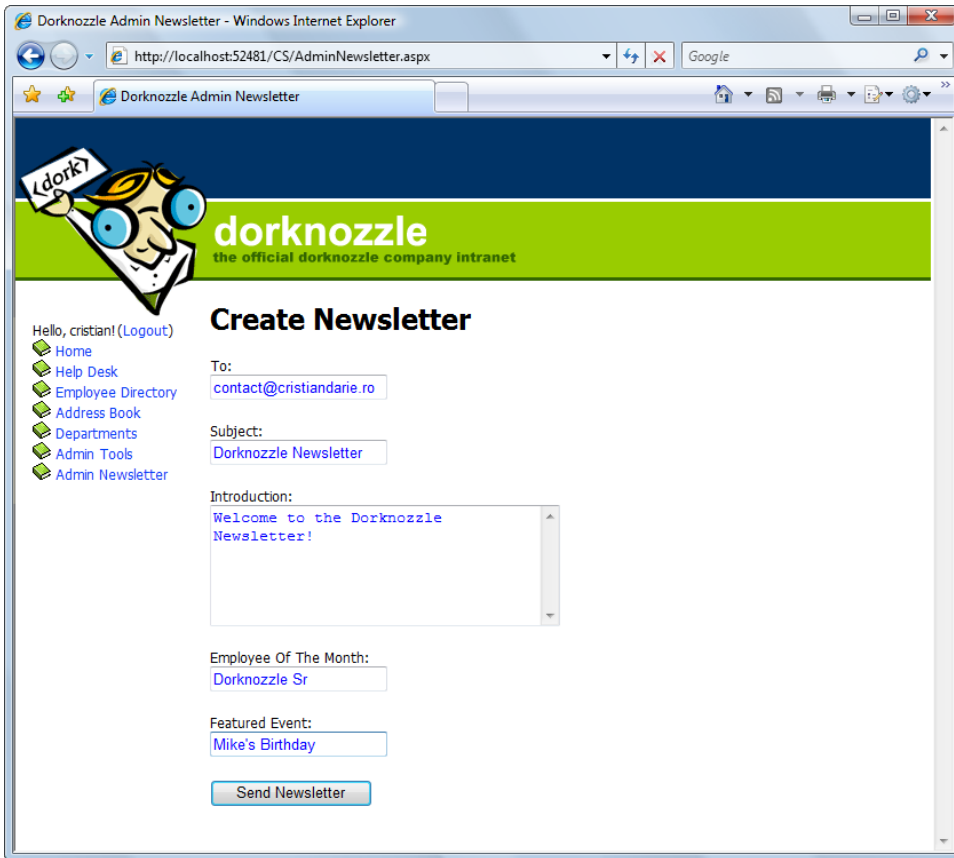 Dorknozzle Admin Newsletter - Windows Internet Explorer
http://localhost:52481/CS/AdminNewsletter.aspx
Google
Dorknozzle Admin Newsletter
<dork>
dorknozzle
the official dorknozzle company intranet
Hello, cristian! (Logout)
Home
Help Desk
Employee Directory
Address Book
Departments
Admin Tools
Admin Newsletter
Create Newsletter
To:
contact@cristiandarie.ro
Subject:
Dorknozzle Newsletter
Introduction:
Welcome to the Dorknozzle
Newsletter!
Employee Of The Month:
Dorknozzle Sr
Featured Event:
Mike's Birthday
Send Newsletter